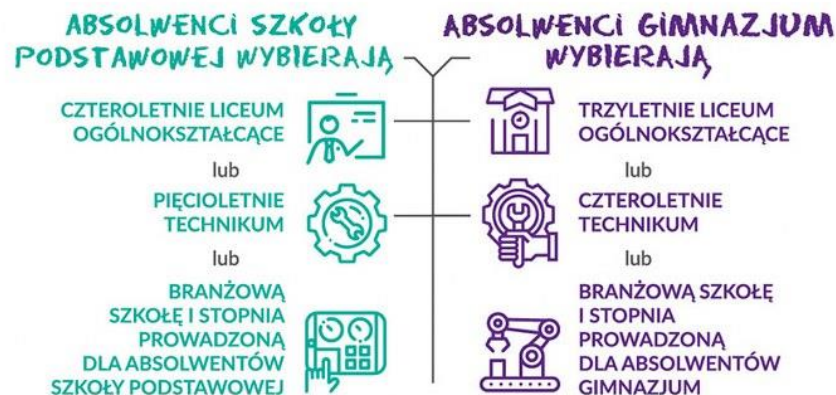 ABSOLWENCI SZKOŁY
PODSTAWOWEJ WYBIERAJĄ
CZTEROLETNIE LICEUM
OGÓLNOKSZTAŁCĄCE
lub
PIĘCIOLETNIE
TECHNIKUM
lub
BRANŻOWĄ
SZKOŁĘ I STOPNIA
PROWADZONĄ
DLA ABSOLWENTÓW
SZKOŁY PODSTAWOWEJ
ABSOLWENCI GIMNAZJUM
WYBIERAJĄ
TRZYLETNIE LICEUM
OGÓLNOKSZTAŁCĄCE
lub
CZTEROLETNIE
TECHNIKUM
lub
BRANŻOWĄ SZKOŁĘ
I STOPNIA
PROWADZONĄ
DLA ABSOLWENTÓW
GIMNAZJUM